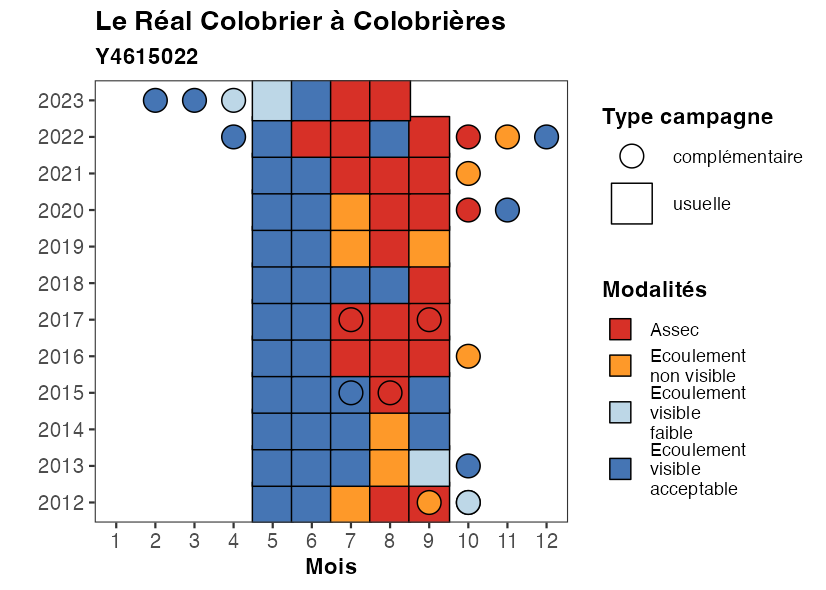 Le Réal Colobrier à Colobrières
Y4615022
2023
2022
2021
2020
2019
2018
2017
2016
2015
2014
2013
2012
1 2 3 4 5 6 7 8 9 10 11 12
Mois
Type campagne
complémentaire
usuelle
Modalités
Assec
Ecoulement
non visible
Ecoulement
visible
faible
Ecoulement
visible
acceptable